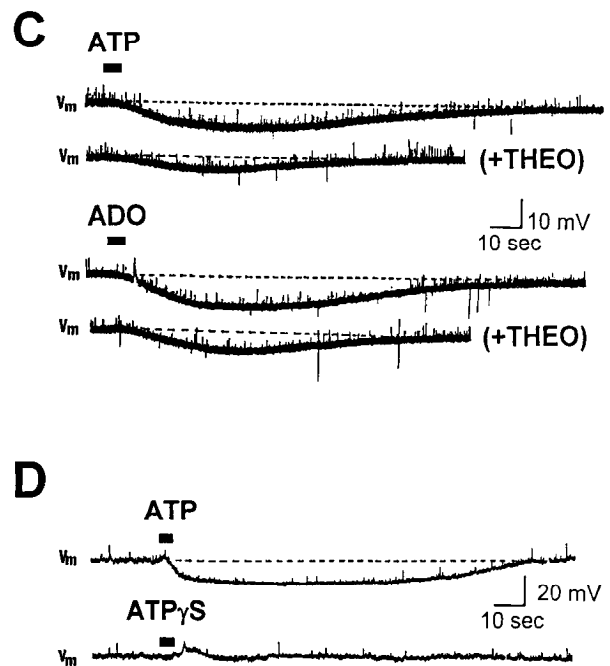 C
ATP
Vm
Vm (+THEO)
10 mV
10 sec
ADO
Vm
Vm (+THEO)
D
ATP
Vm
20 mV
10 sec
ATPγS
Vm